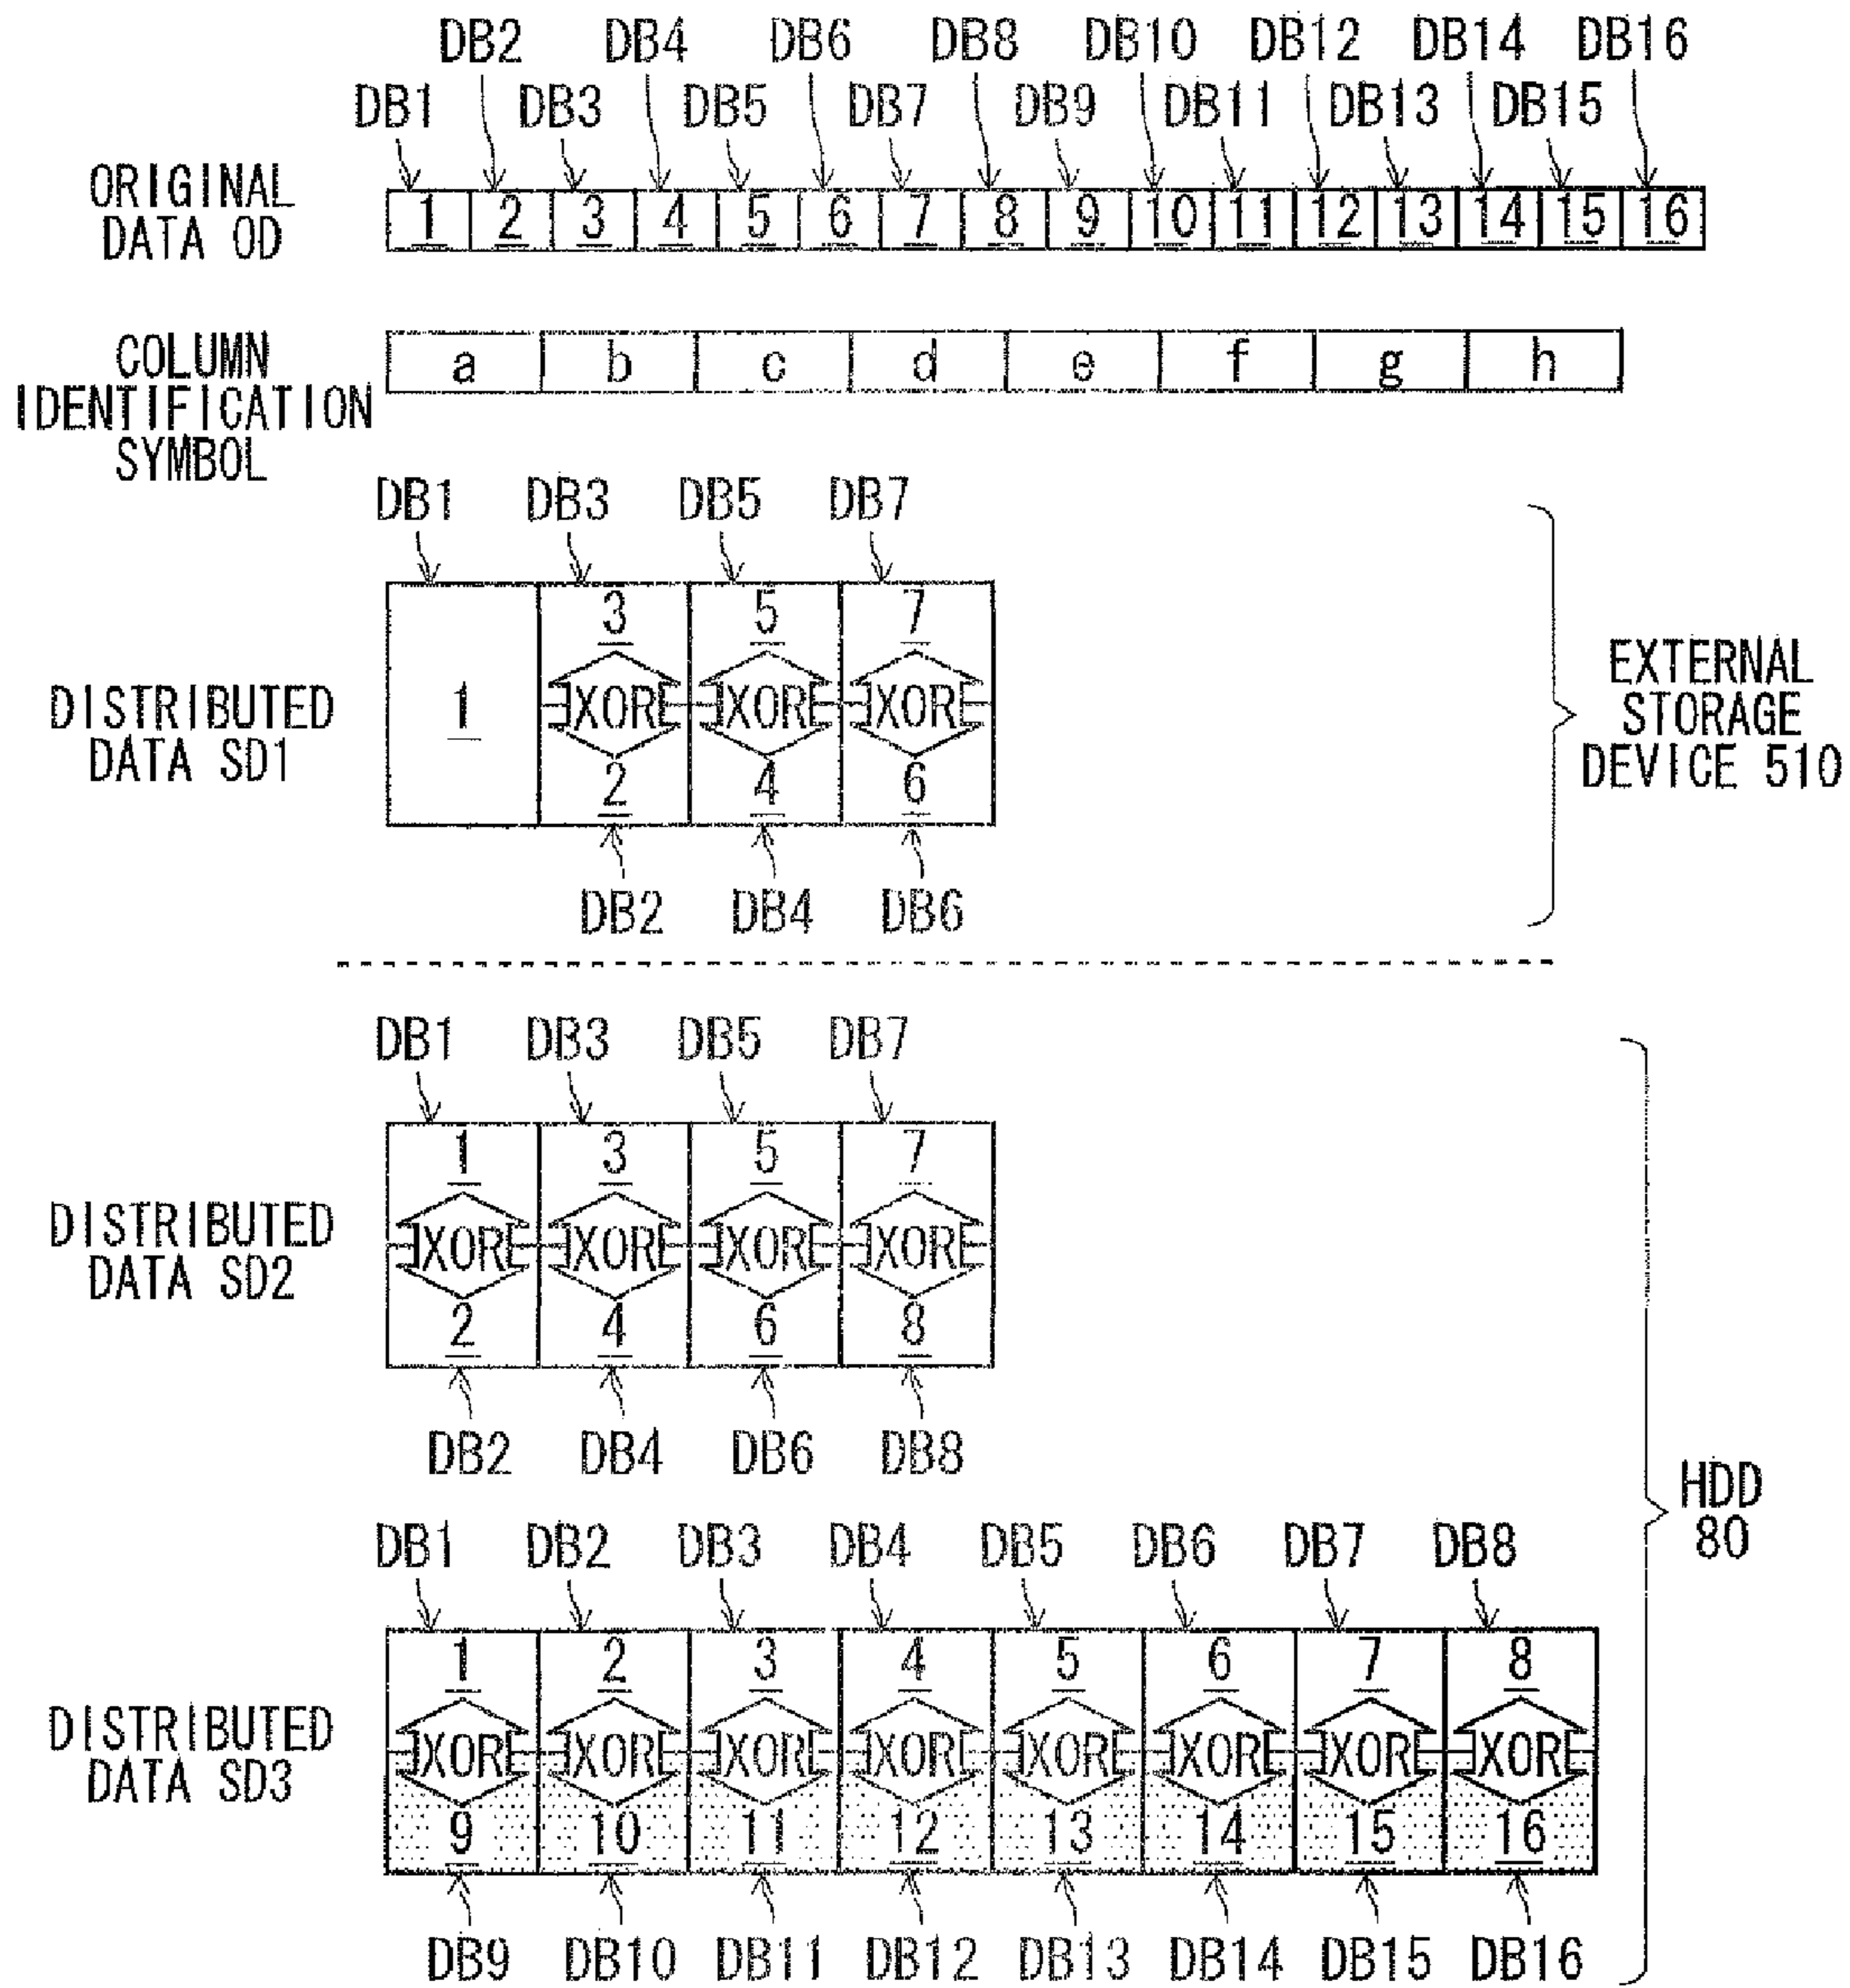 DB2 DB4 DB6 DB8 DB10 DB12 DB14 DB16
DB1 DB3 DB5 DB7 DB9 DB11 DB13 DB15
ORIGINAL
DATA OD
1 2 3 4 5 6 7 8 9 10 11 12 13 14 15 16
COLUMN
IDENTIFICATION
SYMBOL
a b c d e f g h
DB1 DB3 DB5 DB7
3 5 7
DISTRIBUTED
DATA SD1
1 XOR XOR XOR
2 4 6
DB2 DB4 DB6
EXTERNAL
STORAGE
DEVICE 510
DB1 DB3 DB5 DB7
1 3 5 7
DISTRIBUTED
DATA SD2
XOR XOR XOR XOR
2 4 6 8
DB2 DB4 DB6 DB8
HDD
80
DB1 DB2 DB3 DB4 DB5 DB6 DB7 DB8
1 2 3 4 5 6 7 8
DISTRIBUTED
DATA SD3
XOR XOR XOR XOR XOR XOR XOR XOR
9 10 11 12 13 14 15 16
DB9 DB10 DB11 DB12 DB13 DB14 DB15 DB16